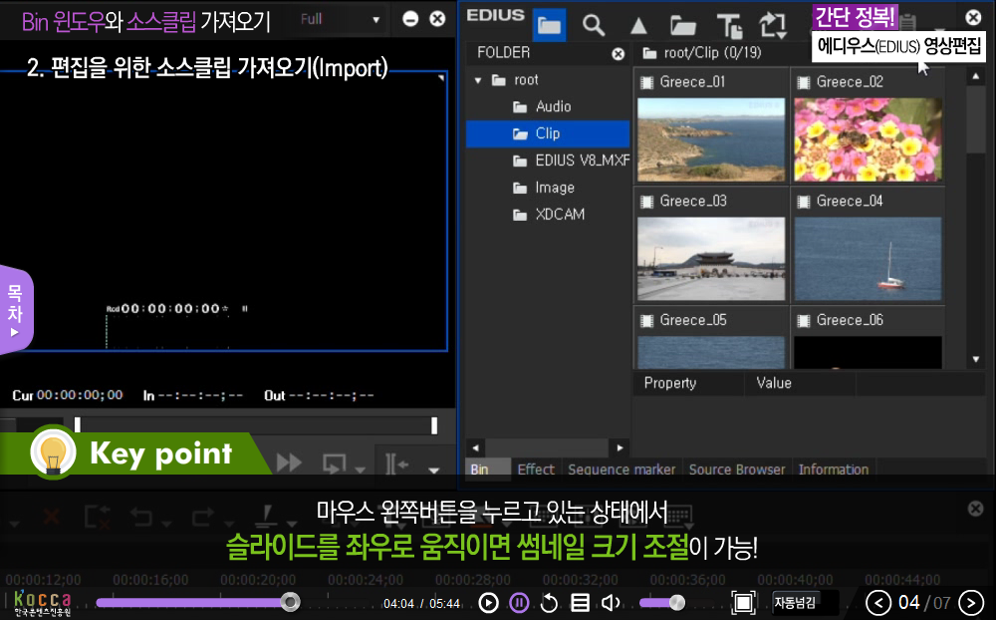 Bin 윈도우와 소스클립 가져오기
Full
2. 편집을 위한 소스클립 가져오기(Import)
간단 정복!
에디우스(EDIUS) 영상편집
EDIUS
FOLDER
root/Clip (0/19)
root
Audio
Clip
EDIUS V8_MXF
Image
XDCAM
Greece_01
Greece_02
Greece_03
Greece_04
Greece_05
Greece_06
Property Value
목차
Rcd 00:00:00:00
Cur 00:00:00;00 In --:--:--;-- Out --:--:--;--
Key point
Bin Effect Sequence marker Source Browser Information
마우스 왼쪽버튼을 누르고 있는 상태에서
슬라이드를 좌우로 움직이면 썸네일 크기 조절이 가능!
00:00:12;00 00:00:16;00 00:00:20;00 00:00:24;00 00:00:28;00 00:00:32;00 00:00:36;00 00:00:40;00 00:00:44;00
Kocca
한국콘텐츠진흥원
04:04 / 05:44
자동넘김
04 / 07